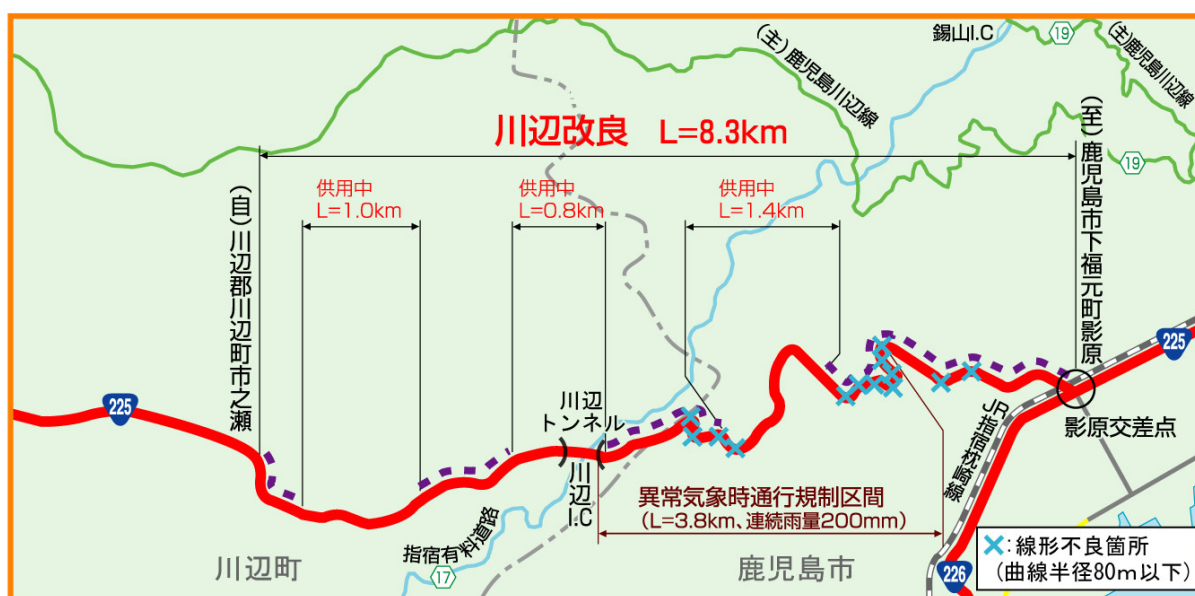 錫山I.C
19
(主)鹿児島川辺線
(主)鹿児島川辺線
川辺改良 L=8.3km
19
供用中
L=1.0km
供用中
L=0.8km
供用中
L=1.4km
(自)川辺郡川辺町市之瀬
(至)鹿児島市下福元町影原
225
225
川辺
トンネル
川辺I.C
影原交差点
JR指宿枕崎線
異常気象時通行規制区間
(L=3.8km、連続雨量200mm)
指宿有料道路
17
川辺町
鹿児島市
226
×:線形不良箇所
(曲線半径80m以下)